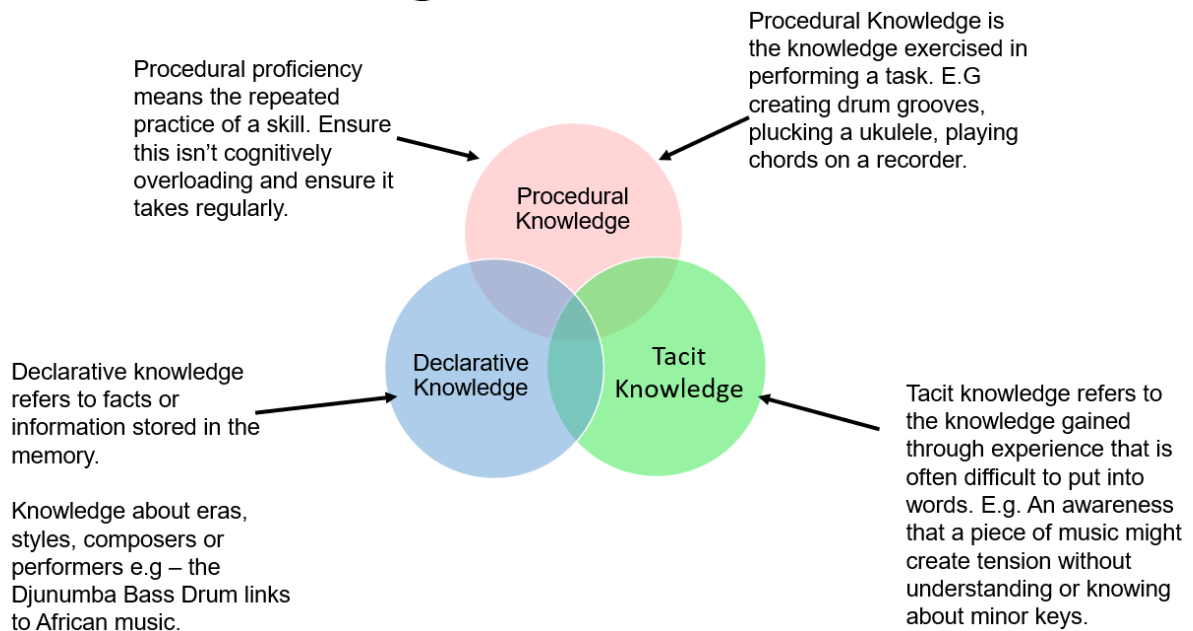 Procedural proficiency
means the repeated
practice of a skill. Ensure
this isn’t cognitively
overloading and ensure it
takes regularly.
Procedural Knowledge is
the knowledge exercised in
performing a task. E.G
creating drum grooves,
plucking a ukulele, playing
chords on a recorder.
Procedural
Knowledge
Declarative
Knowledge
Tacit
Knowledge
Declarative knowledge
refers to facts or
information stored in the
memory.
Knowledge about eras,
styles, composers or
performers e.g – the
Djunumba Bass Drum links
to African music.
Tacit knowledge refers to
the knowledge gained
through experience that is
often difficult to put into
words. E.g. An awareness
that a piece of music might
create tension without
understanding or knowing
about minor keys.